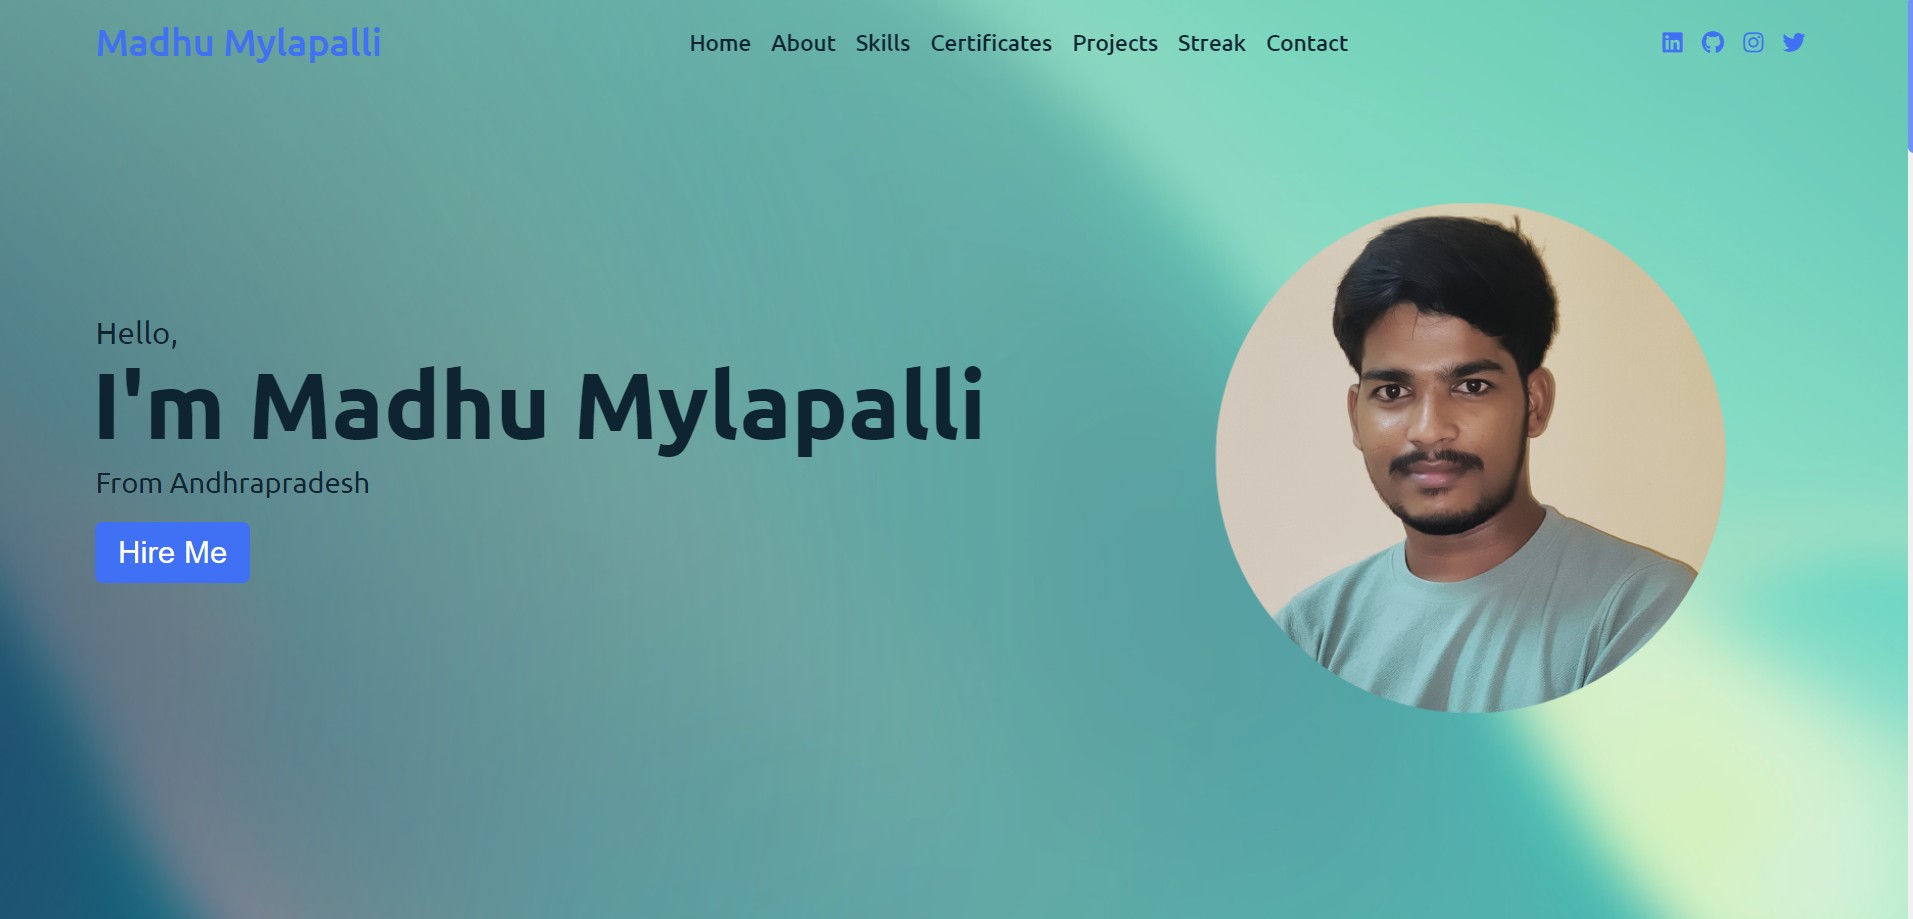 Madhu Mylapalli
Home About Skills Certificates Projects Streak Contact
Hello,
I'm Madhu Mylapalli
From Andhrapradesh
Hire Me